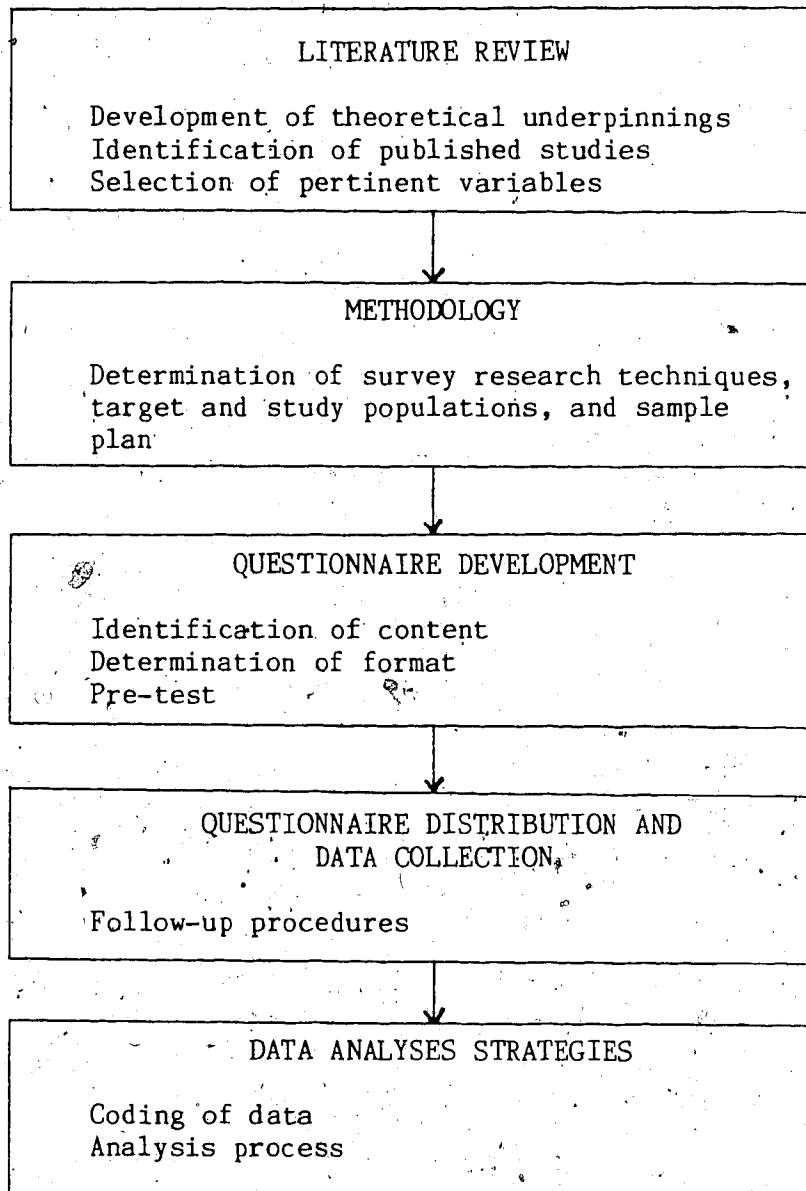 LITERATURE REVIEW
Development of theoretical underpinnings
Identification of published studies
Selection of pertinent variables
METHODOLOGY
Determination of survey research techniques,
target and study populations, and sample
plan
QUESTIONNAIRE DEVELOPMENT
Identification of content
Determination of format
Pre-test
QUESTIONNAIRE DISTRIBUTION AND
DATA COLLECTION
Follow-up procedures
DATA ANALYSES STRATEGIES
Coding of data
Analysis process